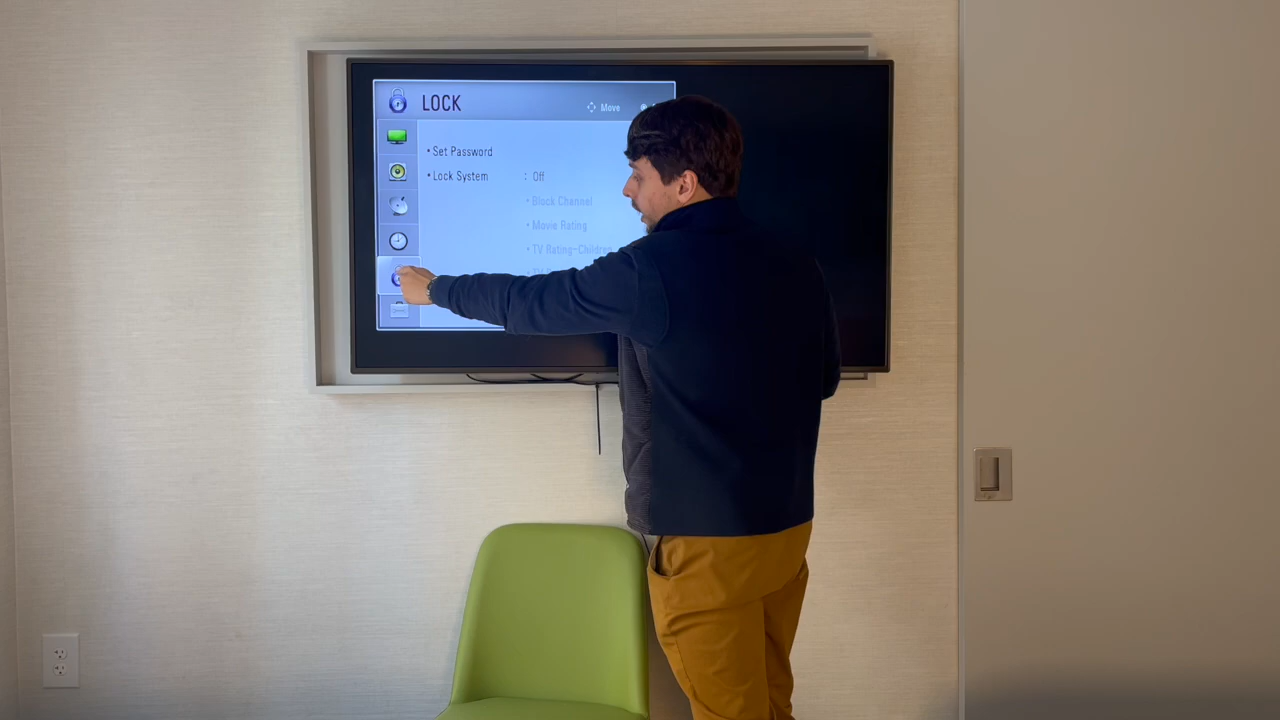 LOCK
Move
• Set Password
• Lock System : Off
• Block Channel
• Movie Rating
• TV Rating-Children